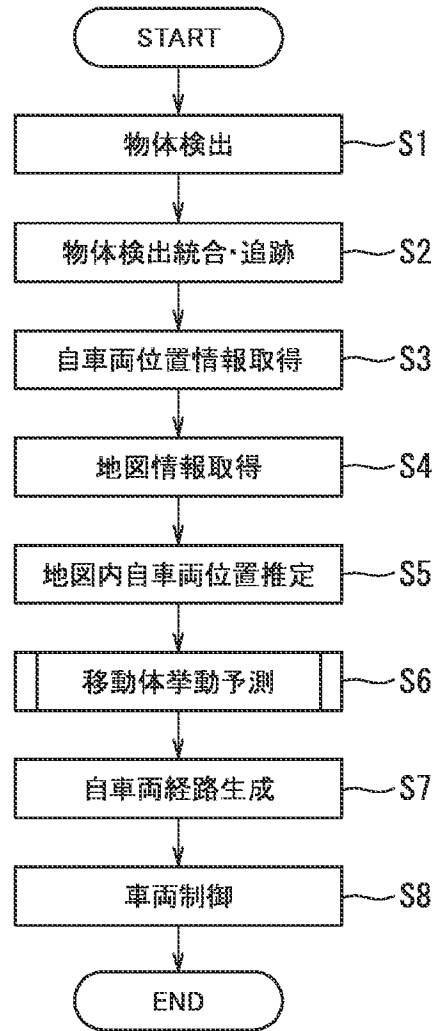 START
物体検出 S1
物体検出統合・追跡 S2
自車両位置情報取得 S3
地図情報取得 S4
地図内自車両位置推定 S5
移動体挙動予測 S6
自車両経路生成 S7
車両制御 S8
END